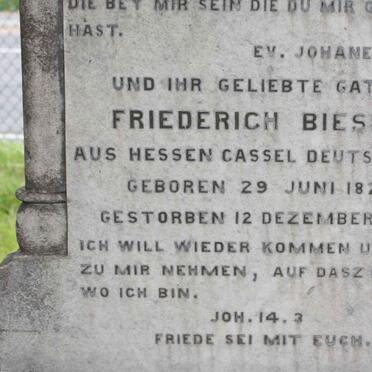 DIE BEY MIR SEIN DIE DU MIR
HAST.
EV. JOHANE
UND IHR GELIEBTE GAT
FRIEDERICH BIES
AUS HESSEN CASSEL DEUTS
GEBOREN 29 JUNI 18
GESTORBEN 12 DEZEMBER
ICH WILL WIEDER KOMMEN U
ZU MIR NEHMEN, AUF DASZ
WO ICH BIN.
JOH. 14. 3
FRIEDE SEI MIT EUCH.